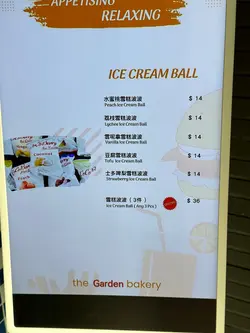 APPETISING
RELAXING
ICE CREAM BALL
水蜜桃雪糕波波 $ 14
Peach Ice Cream Ball
荔枝雪糕波波 $ 14
Lychee Ice Cream Ball
雲呢拿雪糕波波 $ 14
Vanilla Ice Cream Ball
豆腐雪糕波波 $ 14
Tofu Ice Cream Ball
士多啤梨雪糕波波 $ 14
Strawberry Ice Cream Ball
雪糕波波 ( 3件 ) $ 36
Ice Cream Ball ( Any 3 Pcs )
the Garden bakery